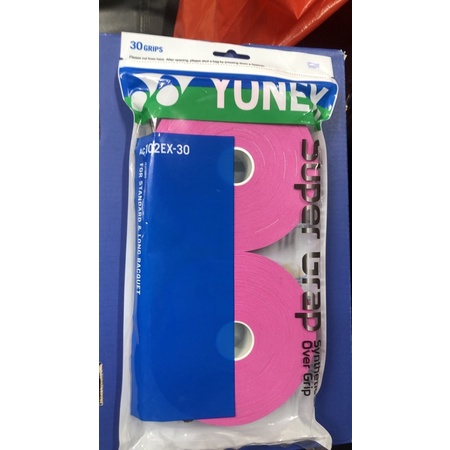 30 GRIPS
YONEX
AC102EX-30
FOR STANDARD & LONG RACQUET
Super Grap
Synthetic
Over Grip